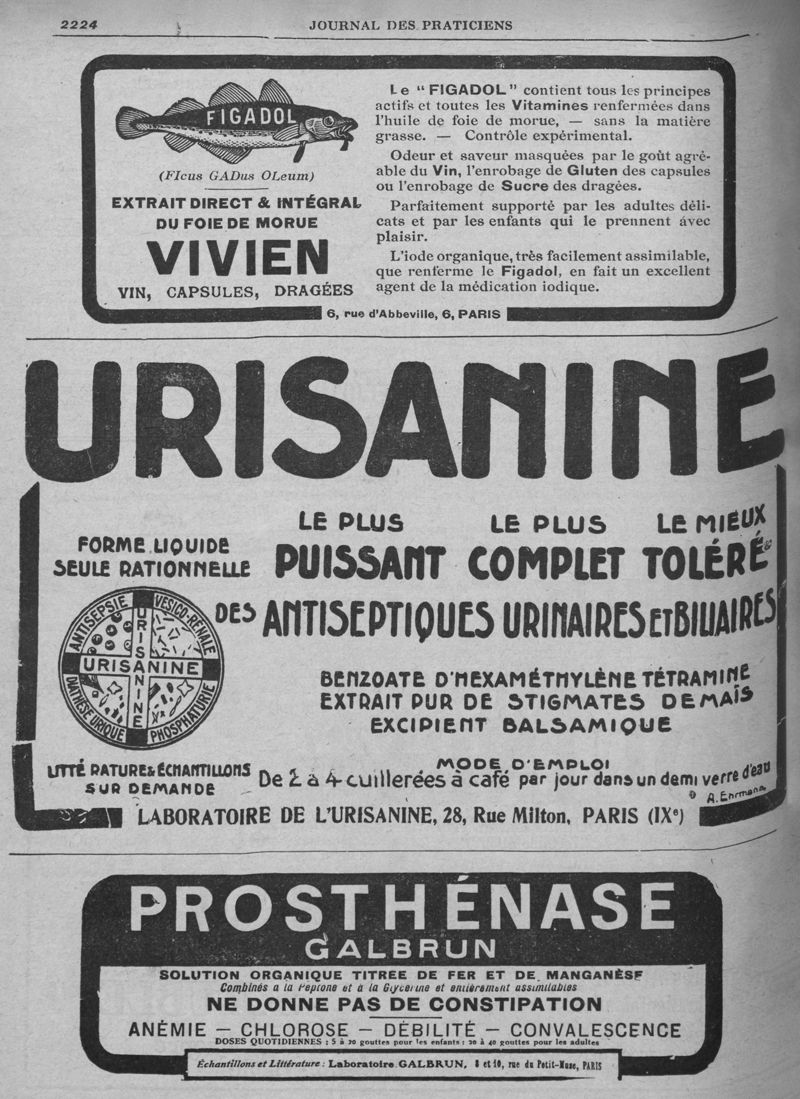 2224
JOURNAL DES PRATICIENS
FIGADOL
(FIcus GADus OLeum)
EXTRAIT DIRECT & INTÉGRAL
DU FOIE DE MORUE
VIVIEN
VIN, CAPSULES, DRAGÉES
Le "FIGADOL" contient tous les principes
actifs et toutes les Vitamines renfermées dans
l'huile de foie de morue, — sans la matière
grasse. — Contrôle expérimental.
Odeur et saveur masquées par le goût agré-
able du Vin, l'enrobage de Gluten des capsules
ou l'enrobage de Sucre des dragées.
Parfaitement supporté par les adultes déli-
cats et par les enfants qui le prennent avec
plaisir.
L'iode organique, très facilement assimilable,
que renferme le Figadol, en fait un excellent
agent de la médication iodique.
6, rue d'Abbeville, 6, PARIS
URISANINE
FORME LIQUIDE
SEULE RATIONNELLE
LE PLUS LE PLUS LE MIEUX
PUISSANT COMPLET TOLÉRÉ
DES ANTISEPTIQUES URINAIRES ET BILIAIRES
ANTISEPSIE VESICO-RENALE
URISANINE
URISANINE
DIATHÈSE URIQUE PHOSPHATURIE
BENZOATE D'HEXAMÉTHYLÈNE TÉTRAMINE
EXTRAIT PUR DE STIGMATES DE MAÏS
EXCIPIENT BALSAMIQUE
LITTÉRATURE & ÉCHANTILLONS
SUR DEMANDE
MODE D'EMPLOI
De 2 à 4 cuillerées à café par jour dans un demi verre d'eau
A. Ehrmann
LABORATOIRE DE L'URISANINE, 28, Rue Milton, PARIS (IXe)
PROSTHÉNASE
GALBRUN
SOLUTION ORGANIQUE TITRÉE DE FER ET DE MANGANÈSE
Combinés a la Peptone et à la Glycérine et entièrement assimilables
NE DONNE PAS DE CONSTIPATION
ANÉMIE — CHLOROSE — DÉBILITÉ — CONVALESCENCE
DOSES QUOTIDIENNES : 5 à 20 gouttes pour les enfants ; 20 à 40 gouttes pour les adultes
Échantillons et Littérature : Laboratoire GALBRUN, 8 et 10, rue du Petit-Musc, PARIS